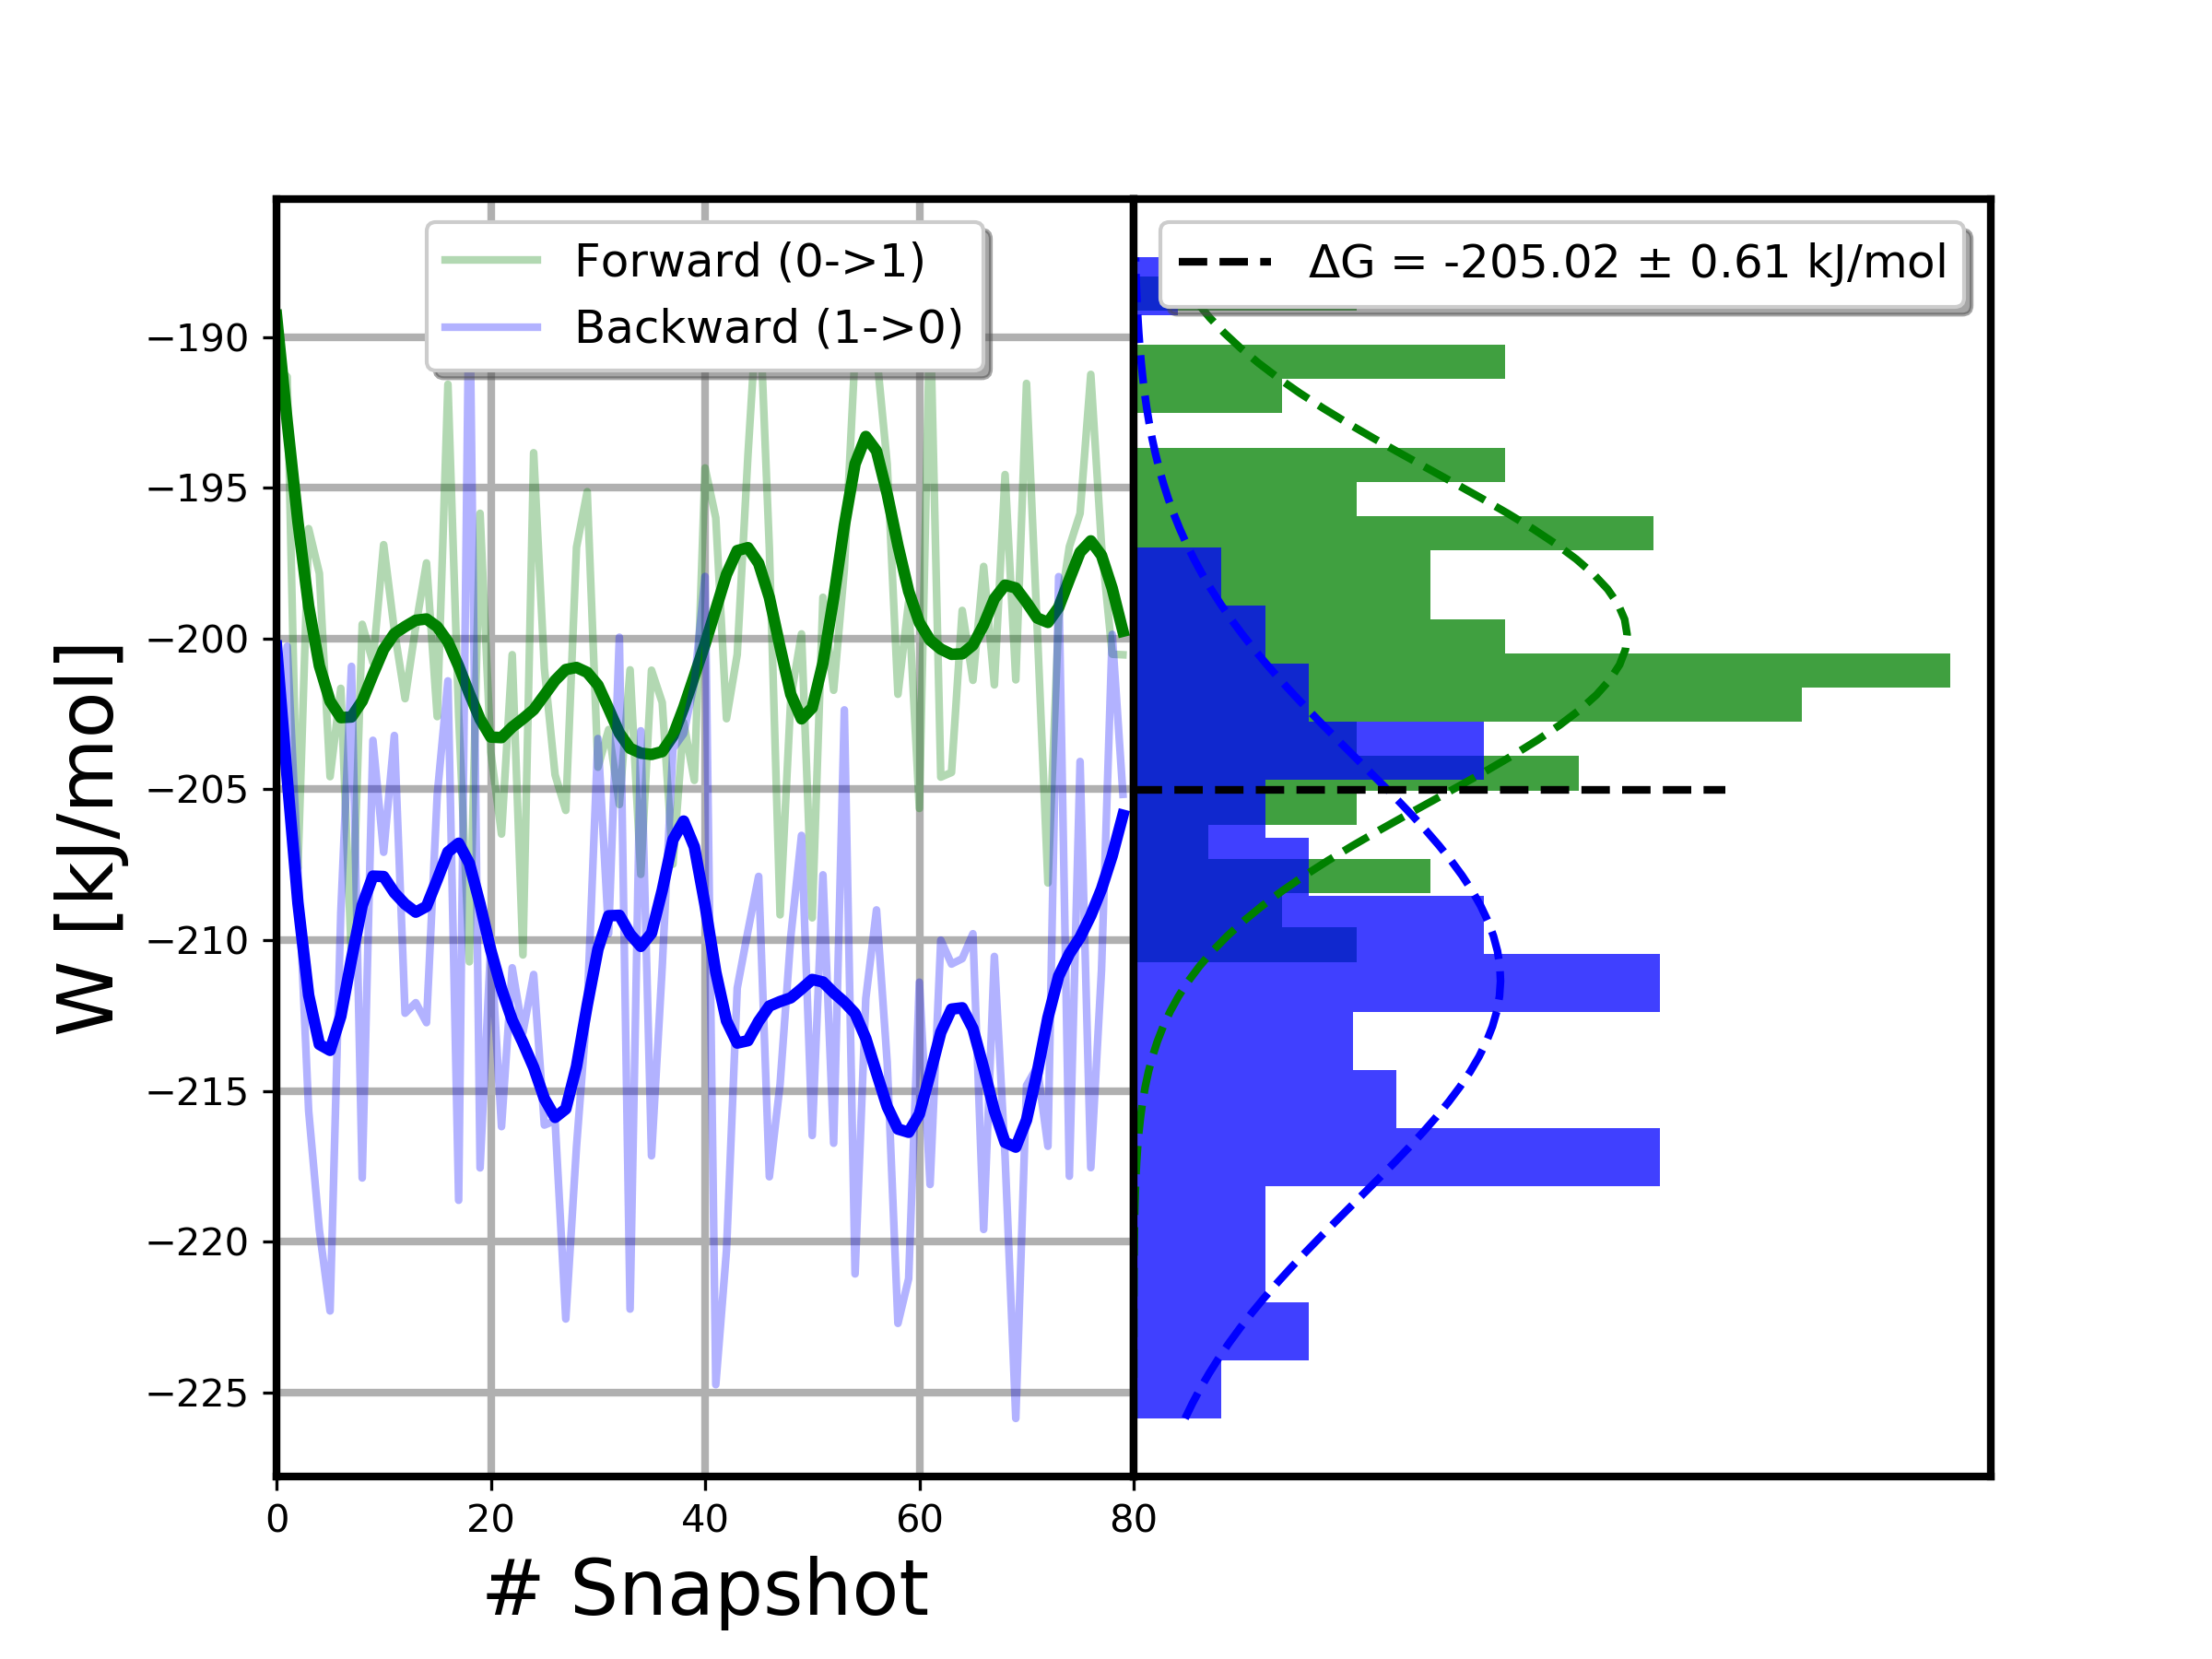 Forward (0->1)
Backward (1->0)
ΔG = -205.02 ± 0.61 kJ/mol
W [kJ/mol]
−190
−195
−200
−205
−210
−215
−220
−225
0 20 40 60 80
# Snapshot